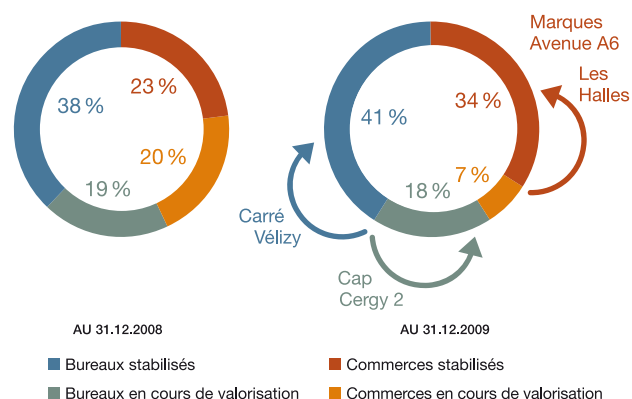 38 %
23 %
20 %
19 %
AU 31.12.2008
Marques
Avenue A6
Les
Halles
41 %
34 %
7 %
18 %
Carré
Vélizy
Cap
Cergy 2
AU 31.12.2009
Bureaux stabilisés
Commerces stabilisés
Bureaux en cours de valorisation
Commerces en cours de valorisation